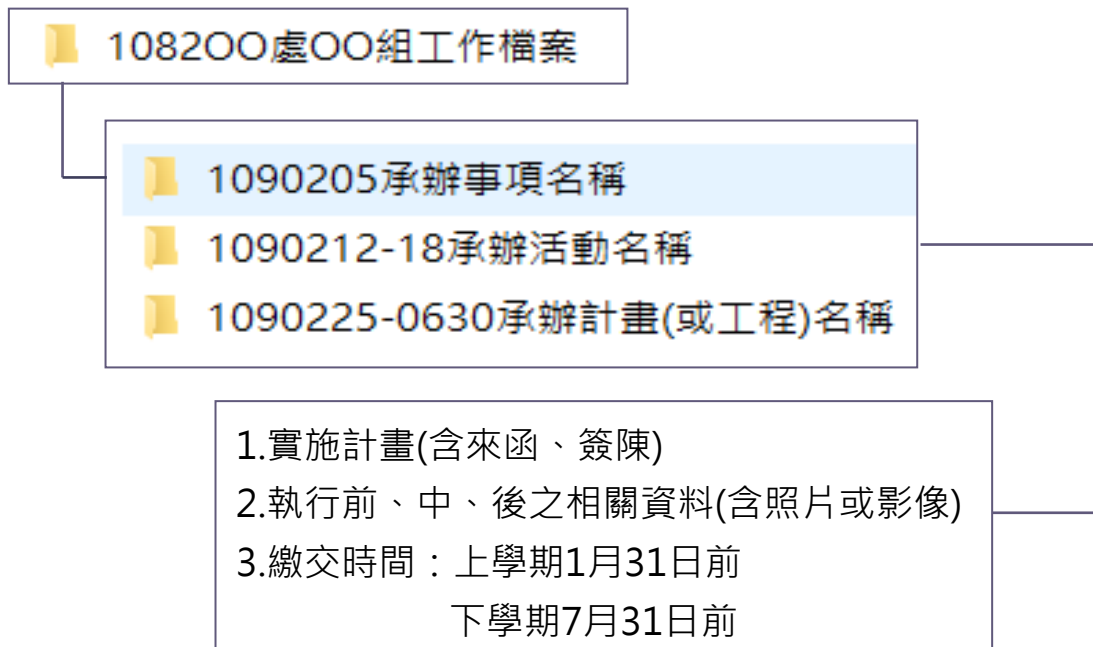 1082OO處OO組工作檔案
1090205承辦事項名稱
1090212-18承辦活動名稱
1090225-0630承辦計畫(或工程)名稱
1.實施計畫(含來函、簽陳)
2.執行前、中、後之相關資料(含照片或影像)
3.繳交時間：上學期1月31日前
下學期7月31日前